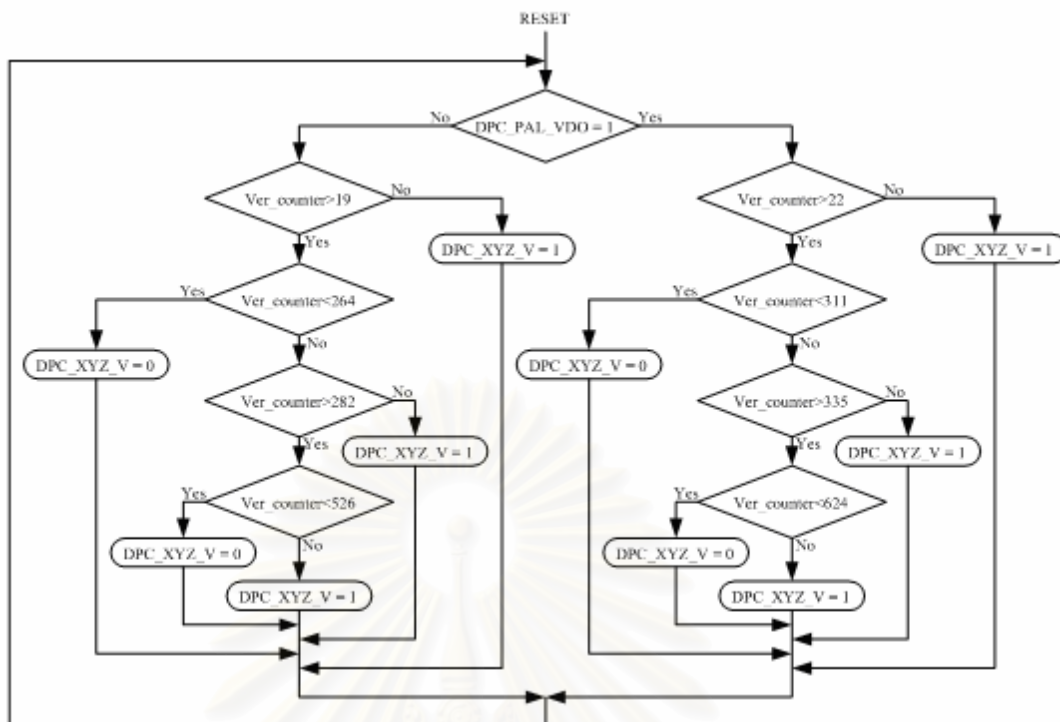 RESET
DPC_PAL_VDO = 1
No
Yes
Ver_counter>19
No
Yes
DPC_XYZ_V = 1
Ver_counter<264
Yes
No
DPC_XYZ_V = 0
Ver_counter>282
No
Yes
DPC_XYZ_V = 1
Ver_counter<526
Yes
No
DPC_XYZ_V = 0
DPC_XYZ_V = 1
Ver_counter>22
No
Yes
DPC_XYZ_V = 1
Ver_counter<311
Yes
No
DPC_XYZ_V = 0
Ver_counter>335
No
Yes
DPC_XYZ_V = 1
Ver_counter<624
Yes
No
DPC_XYZ_V = 0
DPC_XYZ_V = 1